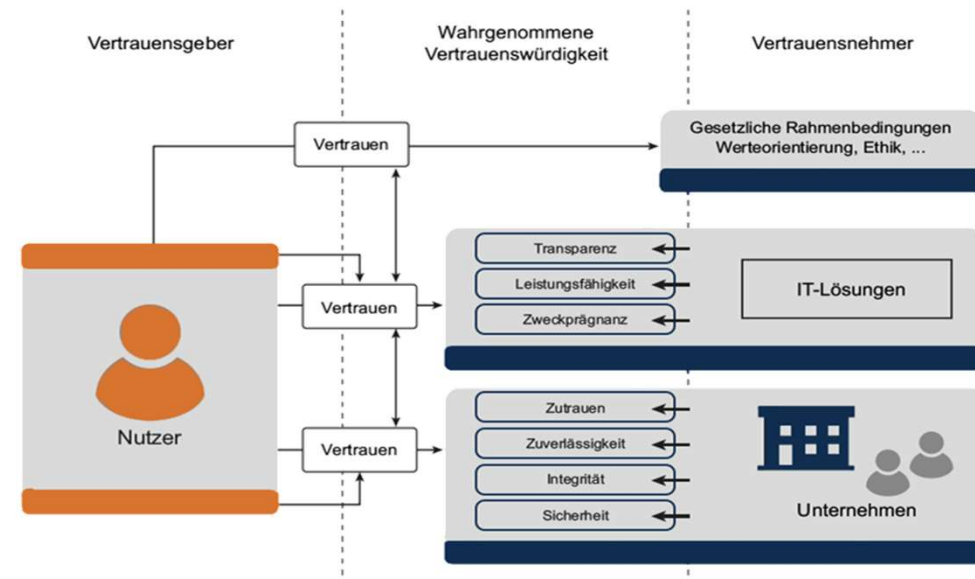 Vertrauensgeber
Wahrgenommene
Vertrauenswürdigkeit
Vertrauensnehmer
Vertrauen
Gesetzliche Rahmenbedingungen
Werteorientierung, Ethik, ...
Transparenz
Leistungsfähigkeit
Zweckprägnanz
IT-Lösungen
Vertrauen
Nutzer
Vertrauen
Zutrauen
Zuverlässigkeit
Integrität
Sicherheit
Unternehmen